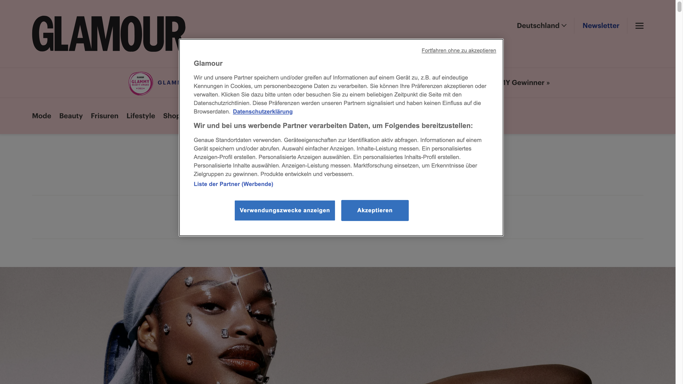 GLAMOUR
Deutschland
Newsletter
Fortfahren ohne zu akzeptieren
Glamour
Wir und unsere Partner speichern und/oder greifen auf Informationen auf einem Gerät zu, z.B. auf eindeutige
Kennungen in Cookies, um personenbezogene Daten zu verarbeiten. Sie können Ihre Präferenzen akzeptieren oder
verwalten. Klicken Sie dazu bitte unten oder besuchen Sie zu einem beliebigen Zeitpunkt die Seite mit den
Datenschutzrichtlinien. Diese Präferenzen werden unseren Partnern signalisiert und haben keinen Einfluss auf die
Browserdaten. Datenschutzerklärung
Wir und bei uns werbende Partner verarbeiten Daten, um Folgendes bereitzustellen:
Genaue Standortdaten verwenden. Geräteeigenschaften zur Identifikation aktiv abfragen. Informationen auf einem
Gerät speichern und/oder abrufen. Auswahl einfacher Anzeigen. Inhalte-Leistung messen. Ein personalisiertes
Anzeigen-Profil erstellen. Personalisierte Anzeigen auswählen. Ein personalisiertes Inhalts-Profil erstellen.
Personalisierte Inhalte auswählen. Anzeigen-Leistung messen. Marktforschung einsetzen, um Erkenntnisse über
Zielgruppen zu gewinnen. Produkte entwickeln und verbessern.
Liste der Partner (Werbende)
Verwendungszwecke anzeigen
Akzeptieren
GLAM
MY Gewinner »
Mode
Beauty
Frisuren
Lifestyle
Shop